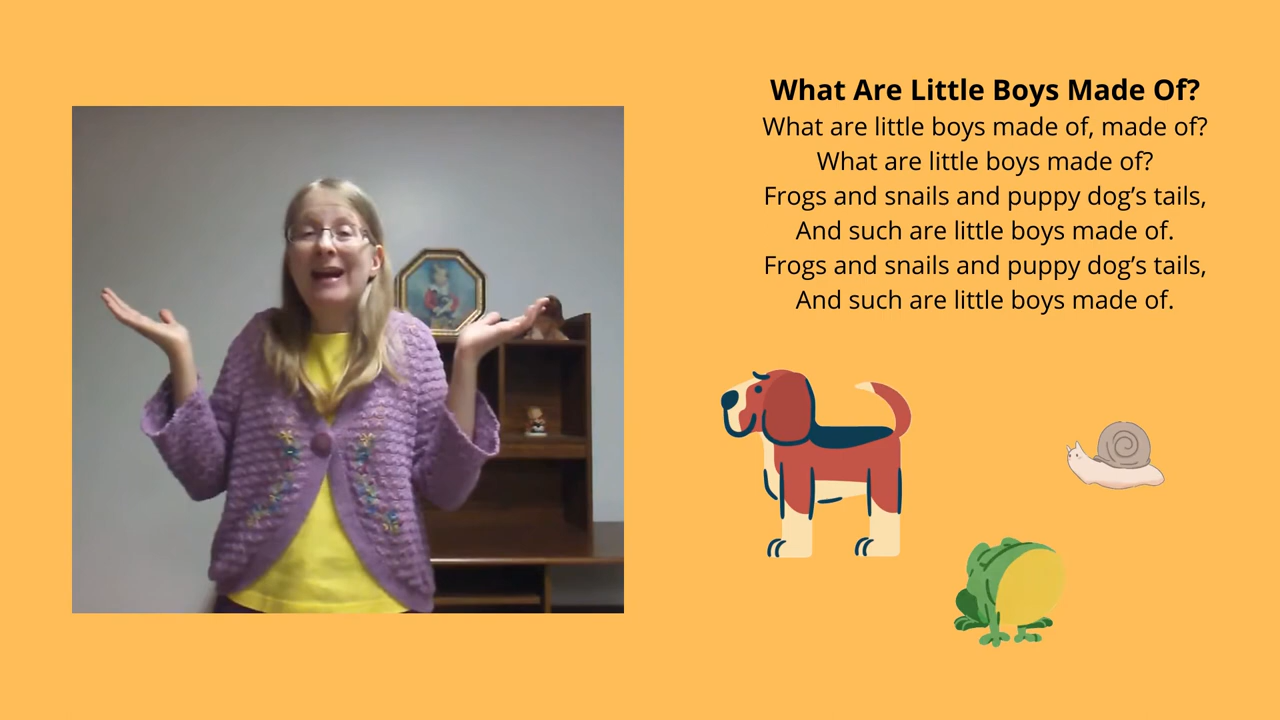 What Are Little Boys Made Of?
What are little boys made of, made of?
What are little boys made of?
Frogs and snails and puppy dog’s tails,
And such are little boys made of.
Frogs and snails and puppy dog’s tails,
And such are little boys made of.